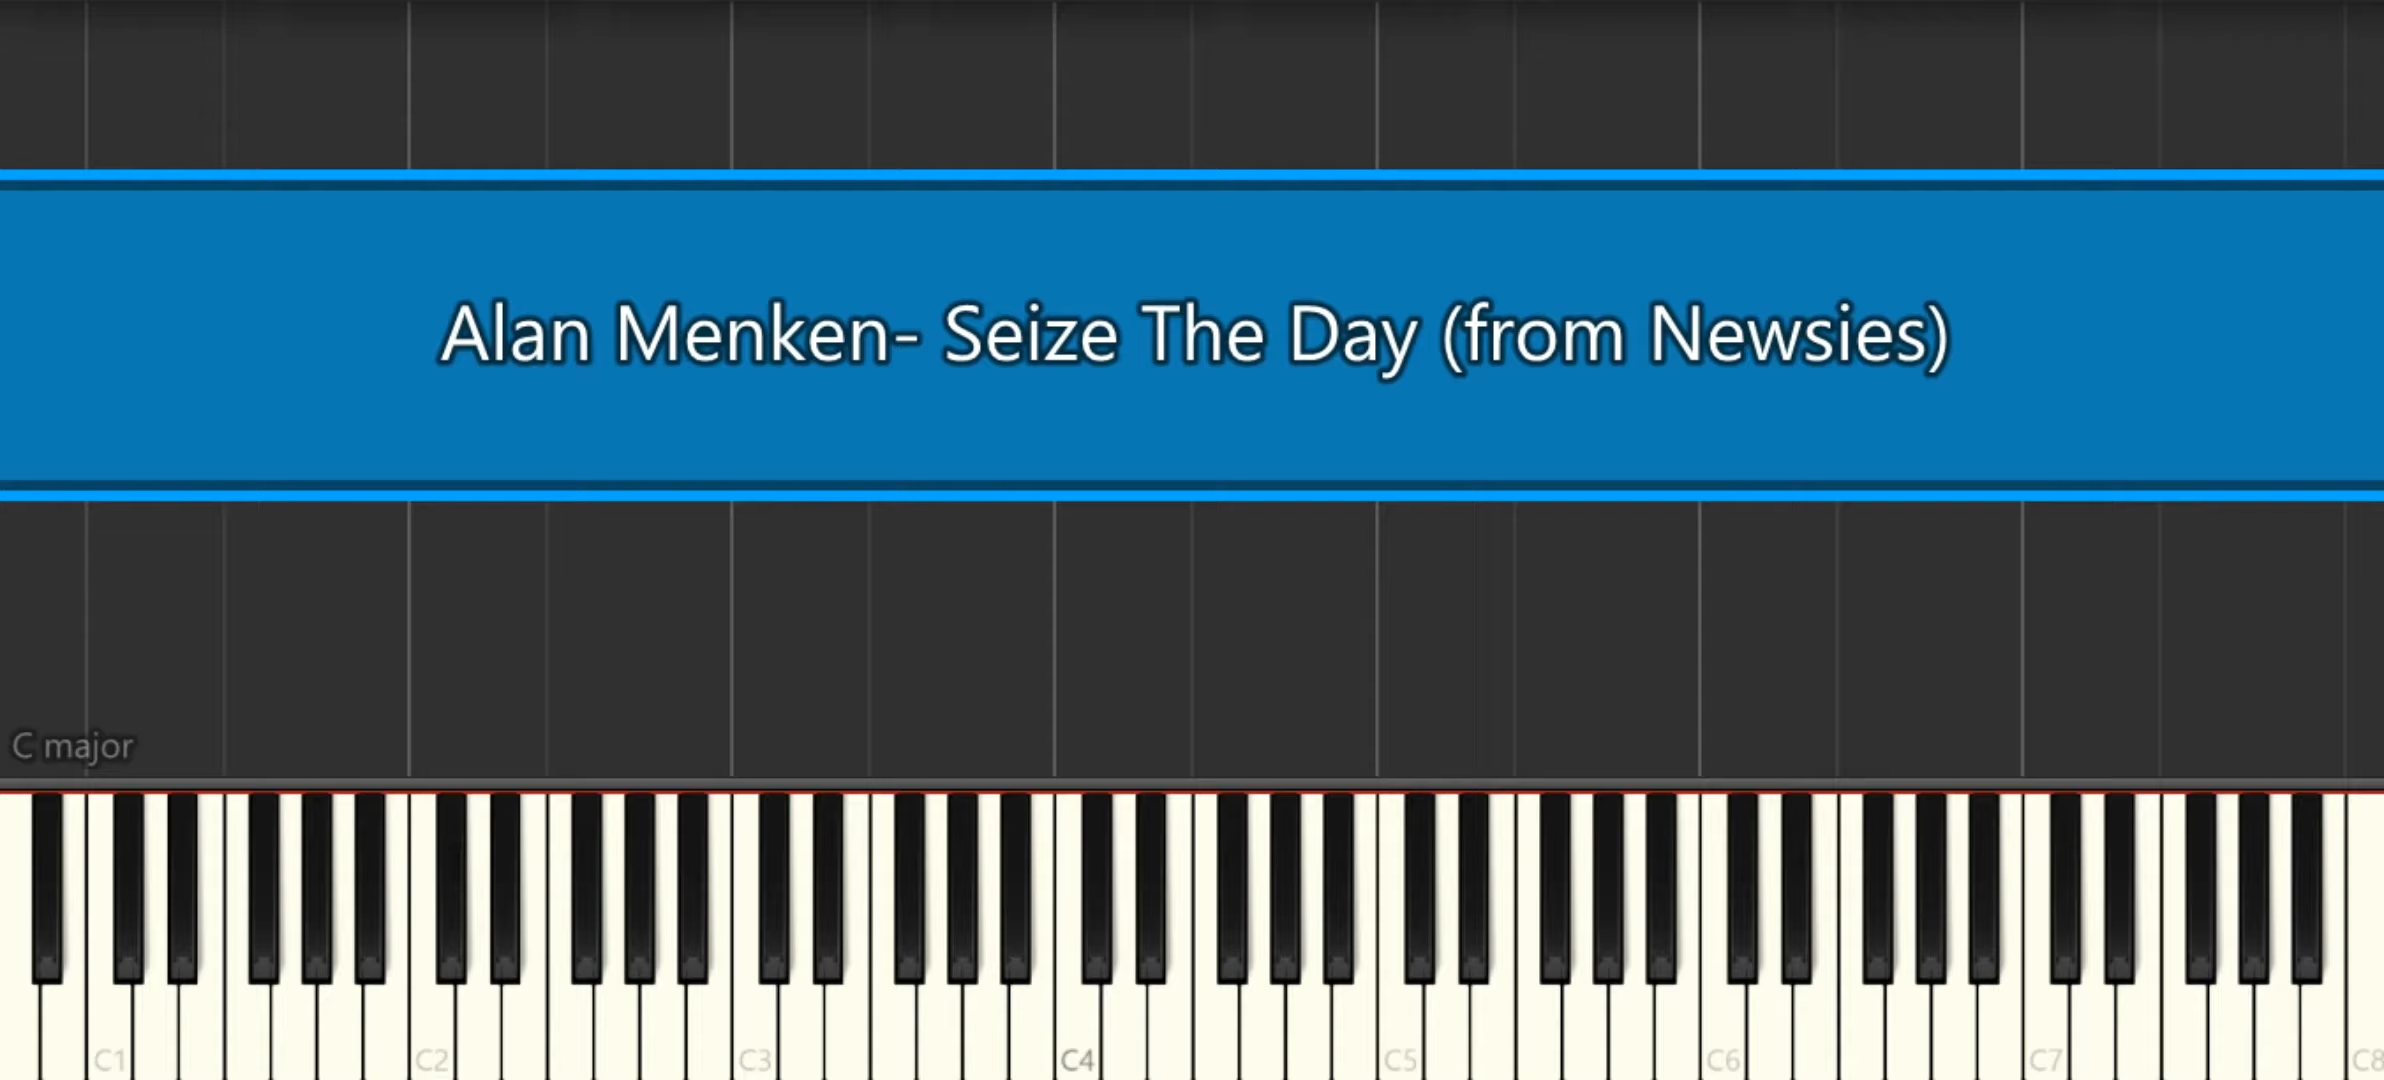 Alan Menken- Seize The Day (from Newsies)
C major
C1 C2 C3 C4 C5 C6 C7 C8